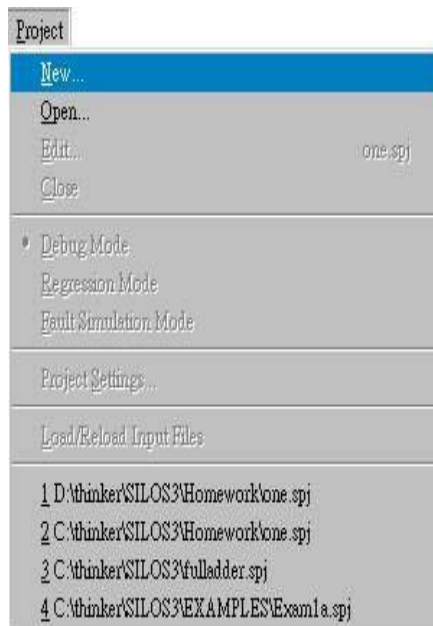 Project
New...
Open...
Edit... one.spj
Close
Debug Mode
Regression Mode
Fault Simulation Mode
Project Settings...
Load/Reload Input Files
1 D:\thinker\SILOS3\Homework\one.spj
2 C:\thinker\SILOS3\Homework\one.spj
3 C:\thinker\SILOS3\fulladder.spj
4 C:\thinker\SILOS3\EXAMPLES\Exam1a.spj